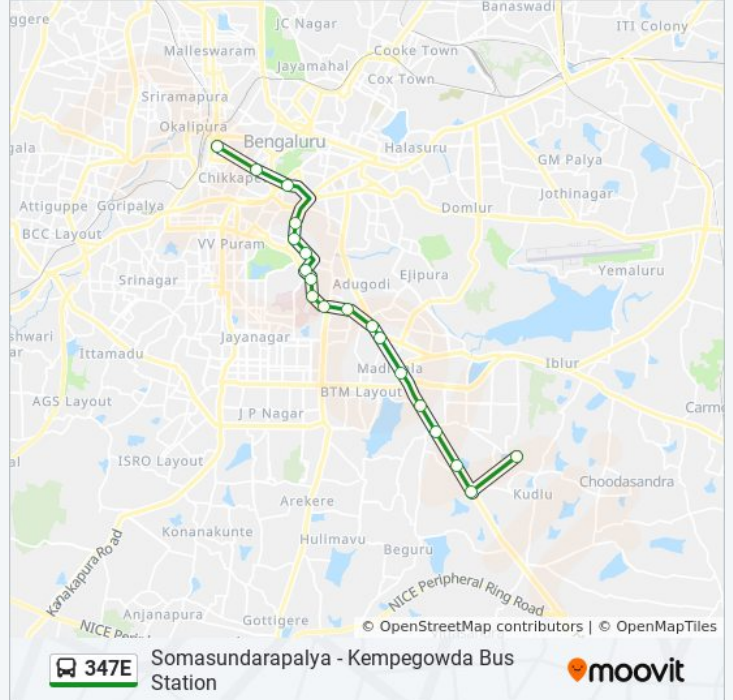 ggere
JC Nagar
Banaswadi
ITI Colony
Malleswaram
Cooke Town
Jayamahal
Cox Town
Sriramapura
Okalipura
Bengaluru
Halasuru
gala
GM Palya
Chikkape
Jothinagar
Attiguppe
Goripalya
Domlur
BCC Layout
VV Puram
Ejipura
Yemaluru
Srinagar
Adugodi
shwari
ar
Ittamadu
Jayanagar
Iblur
BTM Layout
AGS Layout
J P Nagar
Carme
al
ISRO Layout
Choodasandra
Kudlu
Arekere
Konanakunte
Hulimavu
Beguru
Kanakapura Road
NICE Peripheral Ring Road
Anjanapura
Gottigere
© OpenStreetMap contributors | © OpenMapTiles
347E
Somasundarapalya - Kempegowda Bus
Station
moovit